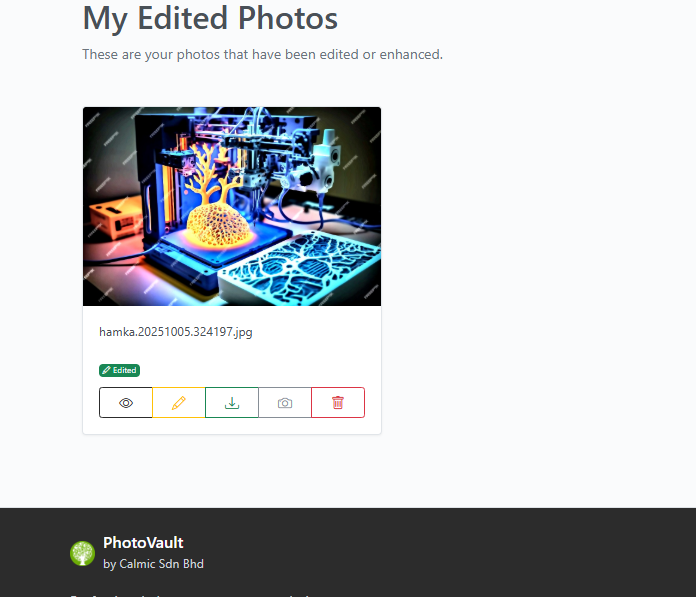 My Edited Photos
These are your photos that have been edited or enhanced.
hamka.20251005.324197.jpg
Edited
PhotoVault
by Calmic Sdn Bhd